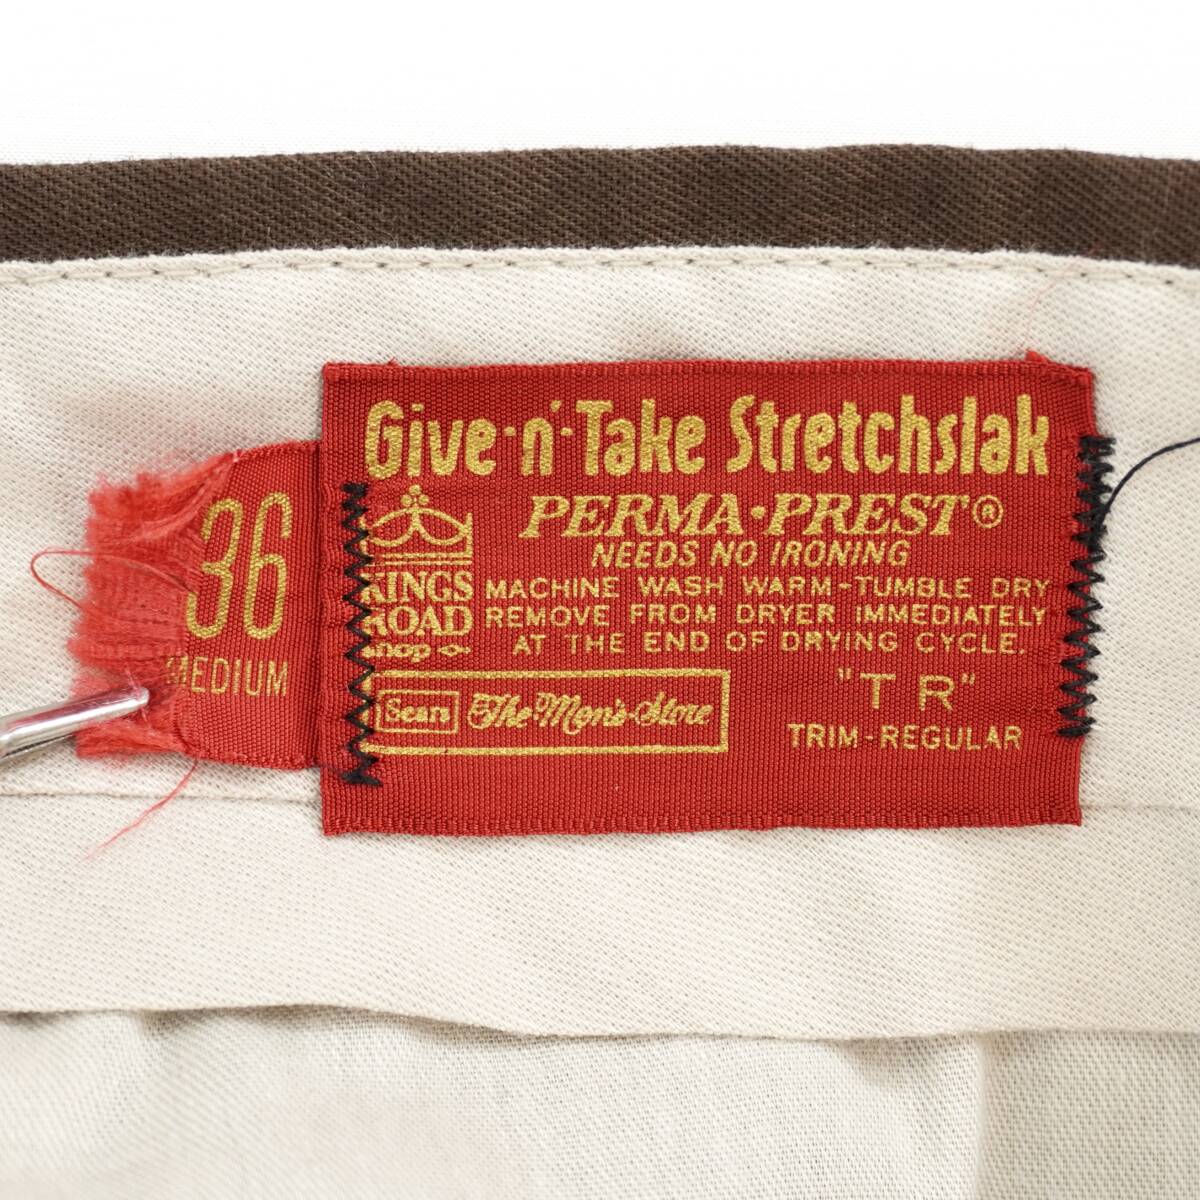 Give-n'-Take Stretchslak
PERMA·PREST®
NEEDS NO IRONING
MACHINE WASH WARM-TUMBLE DRY
REMOVE FROM DRYER IMMEDIATELY
AT THE END OF DRYING CYCLE.
KINGS
ROAD
shop
Sears The Men's Store
"TR"
TRIM-REGULAR
36
MEDIUM